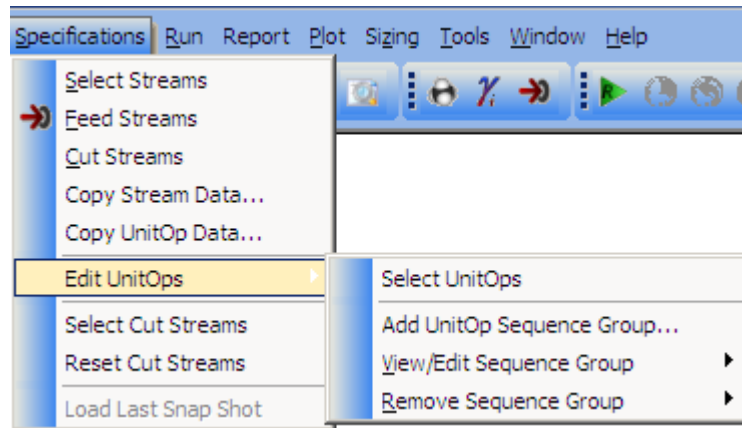 Specifications Run Report Plot Sizing Tools Window Help
Select Streams
Feed Streams
Cut Streams
Copy Stream Data...
Copy UnitOp Data...
Edit UnitOps
Select Cut Streams
Reset Cut Streams
Load Last Snap Shot
Select UnitOps
Add UnitOp Sequence Group...
View/Edit Sequence Group
Remove Sequence Group